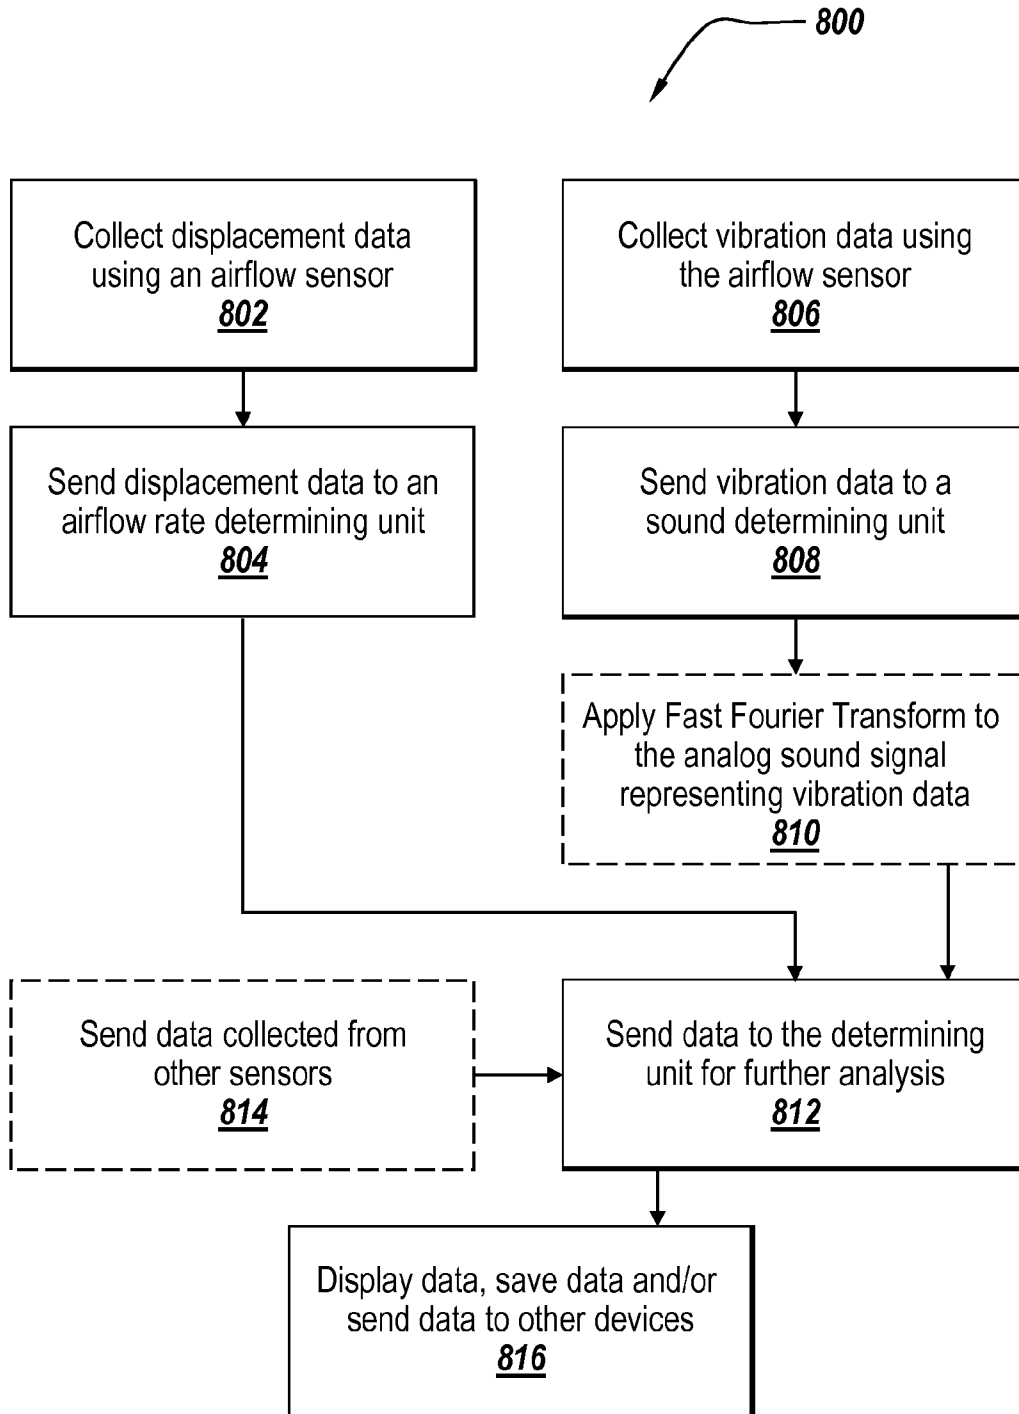 800
Collect displacement data
using an airflow sensor
802
Collect vibration data using
the airflow sensor
806
Send displacement data to an
airflow rate determining unit
804
Send vibration data to a
sound determining unit
808
Apply Fast Fourier Transform to
the analog sound signal
representing vibration data
810
Send data collected from
other sensors
814
Send data to the determining
unit for further analysis
812
Display data, save data and/or
send data to other devices
816